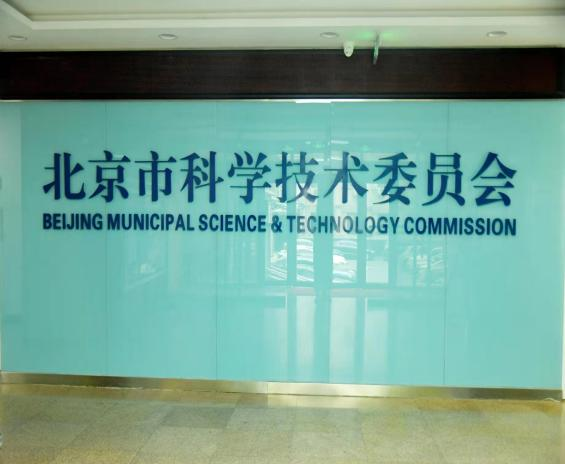 北京市科学技术委员会
BEIJING MUNICIPAL SCIENCE & TECHNOLOGY COMMISSION